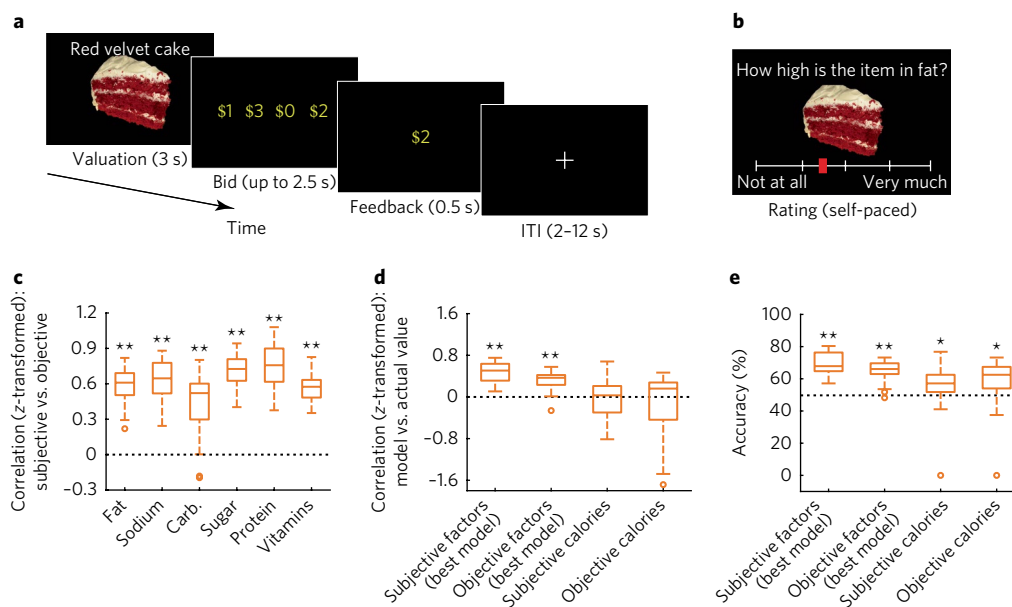 a
Red velvet cake
Valuation (3 s)
$1 $3 $0 $2
Bid (up to 2.5 s)
$2
Feedback (0.5 s)
ITI (2–12 s)
Time
b
How high is the item in fat?
Not at all Very much
Rating (self-paced)
c
Correlation (z-transformed):
subjective vs. objective
1.2
0.9
0.6
0.3
0
–0.3
★★ ★★ ★★ ★★ ★★ ★★
Fat
Sodium
Carb.
Sugar
Protein
Vitamins
d
Correlation (z-transformed):
model vs. actual value
1.6
0.8
0
–0.8
–1.6
★★ ★★
Subjective factors
(best model)
Objective factors
(best model)
Subjective calories
Objective calories
e
Accuracy (%)
80
60
40
20
0
★★ ★★ ★ ★
Subjective factors
(best model)
Objective factors
(best model)
Subjective calories
Objective calories